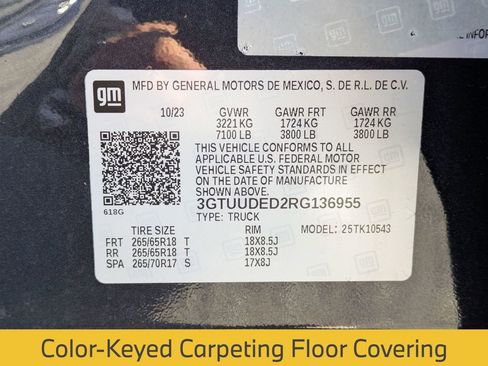 LE INFOR
gm
MFD BY GENERAL MOTORS DE MEXICO, S. DE R.L. DE C.V.
10/23 GVWR GAWR FRT GAWR RR
3221 KG 1724 KG 1724 KG
7100 LB 3800 LB 3800 LB
THIS VEHICLE CONFORMS TO ALL
APPLICABLE U.S. FEDERAL MOTOR
VEHICLE SAFETY STANDARDS IN EFFECT
ON THE DATE OF MANUFACTURE
SHOWN ABOVE.
618G
3GTUUDED2RG136955
TYPE: TRUCK MODEL: 25TK10543
TIRE SIZE RIM
FRT 265/65R18 T 18X8.5J
RR 265/65R18 T 18X8.5J
SPA 265/70R17 S 17X8J
Color-Keyed Carpeting Floor Covering